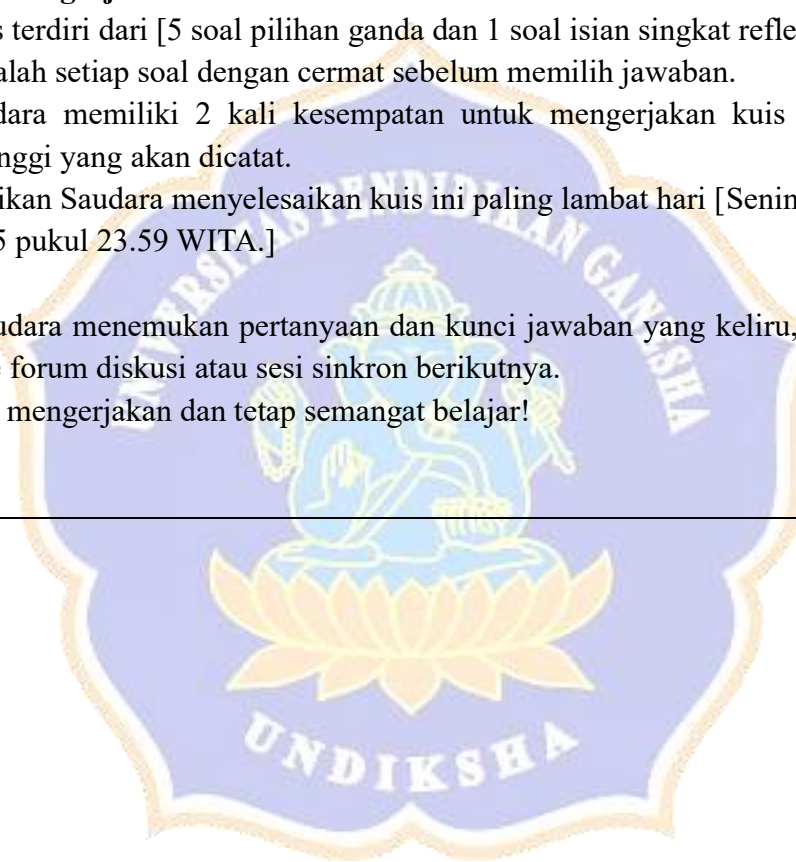 s terdiri dari [5 soal pilihan ganda dan 1 soal isian singkat refle
alah setiap soal dengan cermat sebelum memilih jawaban.
dara memiliki 2 kali kesempatan untuk mengerjakan kuis
nggi yang akan dicatat.
ikan Saudara menyelesaikan kuis ini paling lambat hari [Senin
5 pukul 23.59 WITA.]
udara menemukan pertanyaan dan kunci jawaban yang keliru,
e forum diskusi atau sesi sinkron berikutnya.
mengerjakan dan tetap semangat belajar!
UNIVERSITAS PENDIDIKAN GANESHA
UNDIKSHA